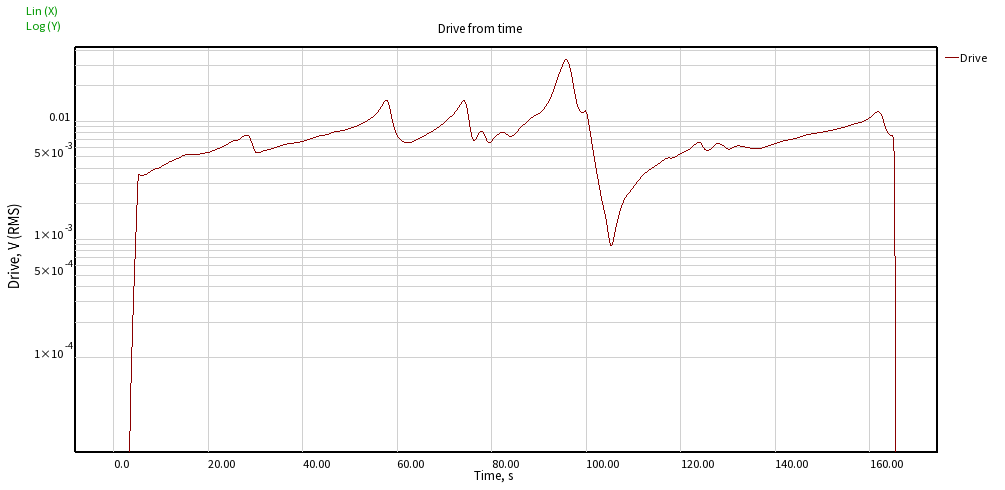 Lin (X)
Log (Y)
Drive from time
Drive
Drive, V (RMS)
0.01
5×10⁻³
1×10⁻³
5×10⁻⁴
1×10⁻⁴
0.0 20.00 40.00 60.00 80.00 100.00 120.00 140.00 160.00
Time, s